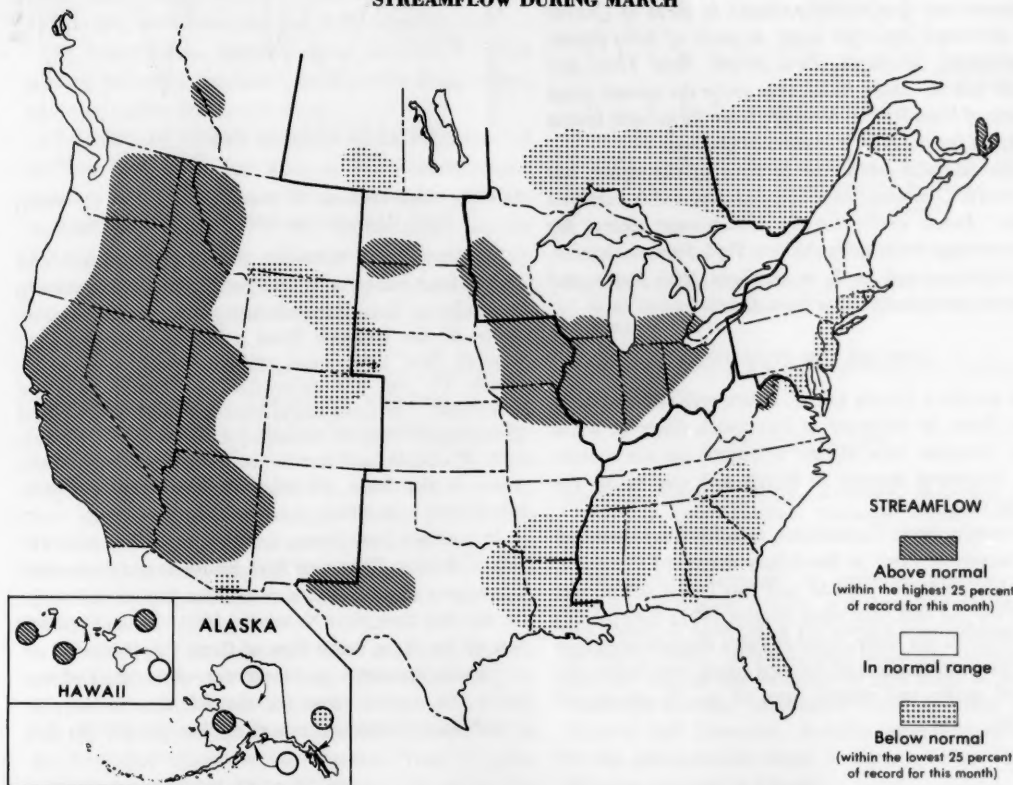 STREAMFLOW DURING MARCH
STREAMFLOW
Above normal
(within the highest 25 percent
of record for this month)
In normal range
Below normal
(within the lowest 25 percent
of record for this month)
HAWAII
ALASKA